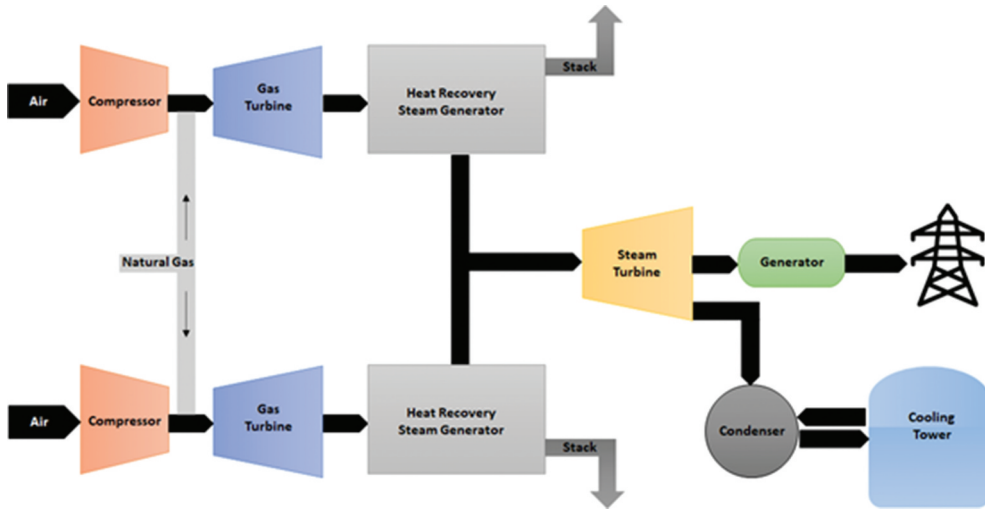 Air
Compressor
Gas
Turbine
Heat Recovery
Steam Generator
Stack
Natural Gas
Steam
Turbine
Generator
Air
Compressor
Gas
Turbine
Heat Recovery
Steam Generator
Stack
Condenser
Cooling
Tower